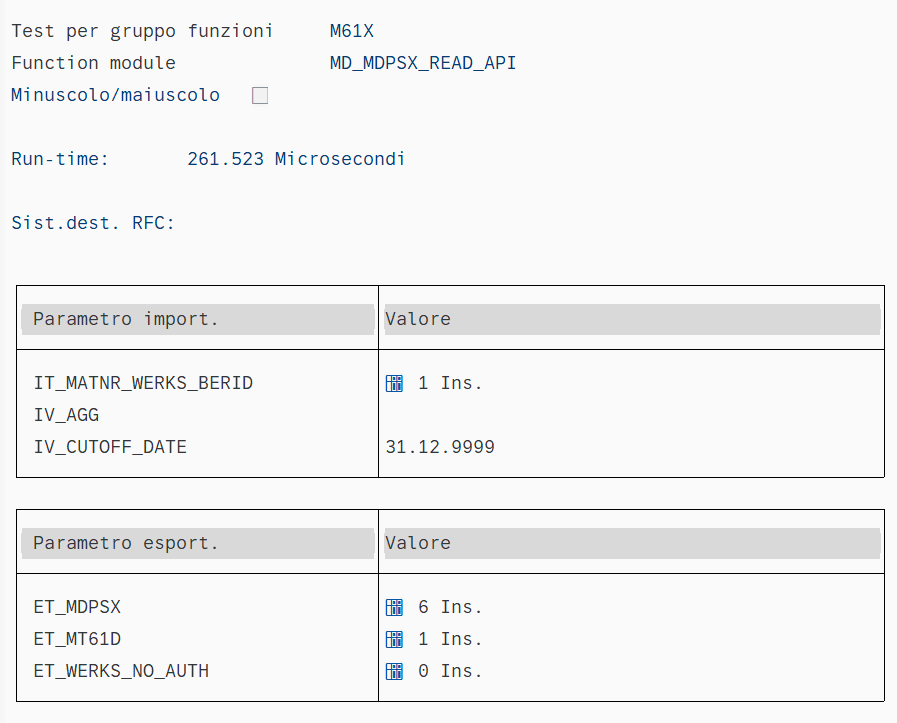 Test per gruppo funzioni M61X
Function module MD_MDPSX_READ_API
Minuscolo/maiuscolo
Run-time: 261.523 Microsecondi
Sist.dest. RFC:
Parametro import. Valore
IT_MATNR_WERKS_BERID 1 Ins.
IV_AGG
IV_CUTOFF_DATE 31.12.9999
Parametro esport. Valore
ET_MDPSX 6 Ins.
ET_MT61D 1 Ins.
ET_WERKS_NO_AUTH 0 Ins.